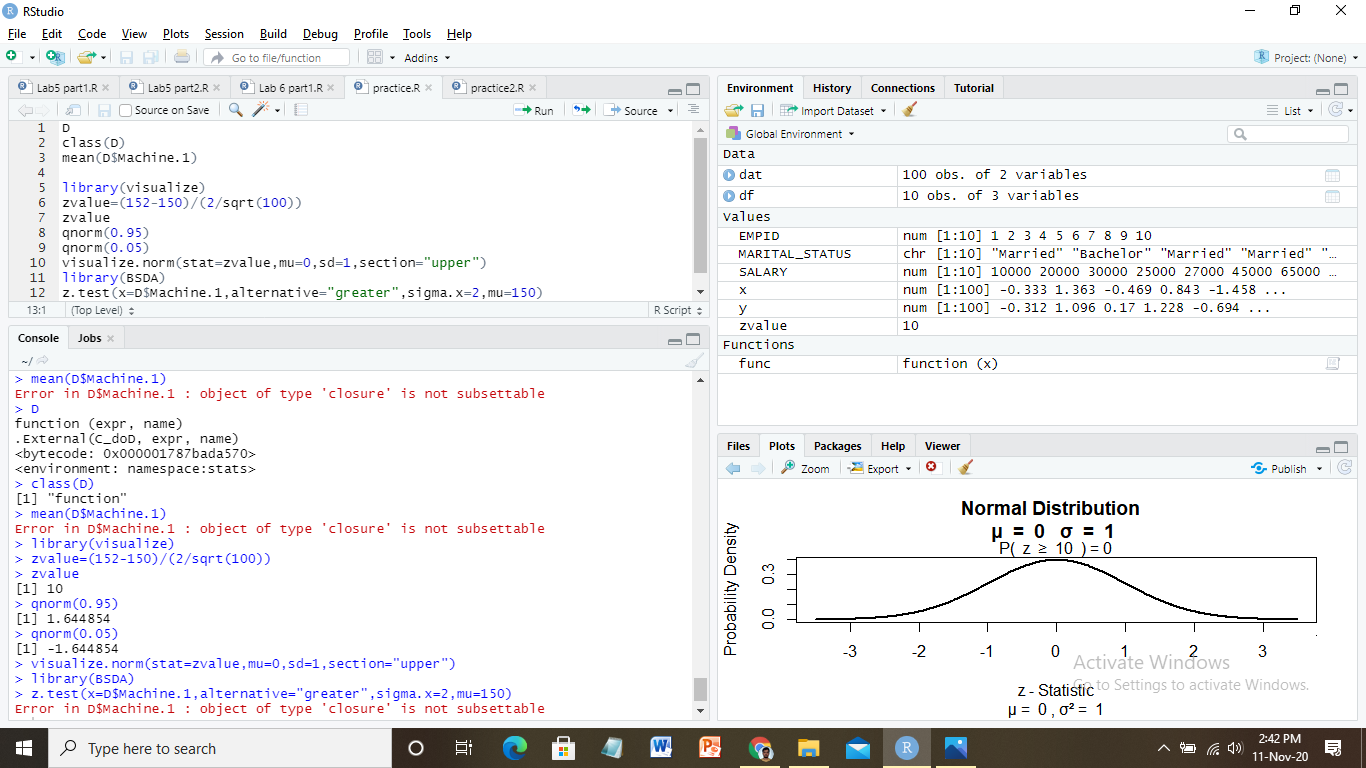 RStudio
File Edit Code View Plots Session Build Debug Profile Tools Help
Go to file/function Addins Project: (None)
Lab5 part1.R Lab5 part2.R Lab 6 part1.R practice.R practice2.R
Source on Save Run Source
1 D
2 class(D)
3 mean(D$Machine.1)
4
5 library(visualize)
6 zvalue=(152-150)/(2/sqrt(100))
7 zvalue
8 qnorm(0.95)
9 qnorm(0.05)
10 visualize.norm(stat=zvalue,mu=0,sd=1,section="upper")
11 library(BSDA)
12 z.test(x=D$Machine.1,alternative="greater",sigma.x=2,mu=150)
13:1 (Top Level) R Script
Console Jobs
~/
> mean(D$Machine.1)
Error in D$Machine.1 : object of type 'closure' is not subsettable
> D
function (expr, name)
.External(C_doD, expr, name)
<bytecode: 0x000001787bada570>
<environment: namespace:stats>
> class(D)
[1] "function"
> mean(D$Machine.1)
Error in D$Machine.1 : object of type 'closure' is not subsettable
> library(visualize)
> zvalue=(152-150)/(2/sqrt(100))
> zvalue
[1] 10
> qnorm(0.95)
[1] 1.644854
> qnorm(0.05)
[1] -1.644854
> visualize.norm(stat=zvalue,mu=0,sd=1,section="upper")
> library(BSDA)
> z.test(x=D$Machine.1,alternative="greater",sigma.x=2,mu=150)
Error in D$Machine.1 : object of type 'closure' is not subsettable
Environment History Connections Tutorial
Import Dataset List
Global Environment
Data
dat 100 obs. of 2 variables
df 10 obs. of 3 variables
Values
EMPID num [1:10] 1 2 3 4 5 6 7 8 9 10
MARITAL_STATUS chr [1:10] "Married" "Bachelor" "Married" "Married" "...
SALARY num [1:10] 10000 20000 30000 25000 27000 45000 65000 ...
x num [1:100] -0.333 1.363 -0.469 0.843 -1.458 ...
y num [1:100] -0.312 1.096 0.17 1.228 -0.694 ...
zvalue 10
Functions
func function (x)
Files Plots Packages Help Viewer
Zoom Export Publish
Normal Distribution
μ = 0 σ = 1
P( z ≥ 10 ) = 0
Probability Density
0.3
0.0
-3 -2 -1 0 1 2 3
z - Statistic
μ = 0 , σ² = 1
Activate Windows
Go to Settings to activate Windows.
Type here to search
2:42 PM
11-Nov-20